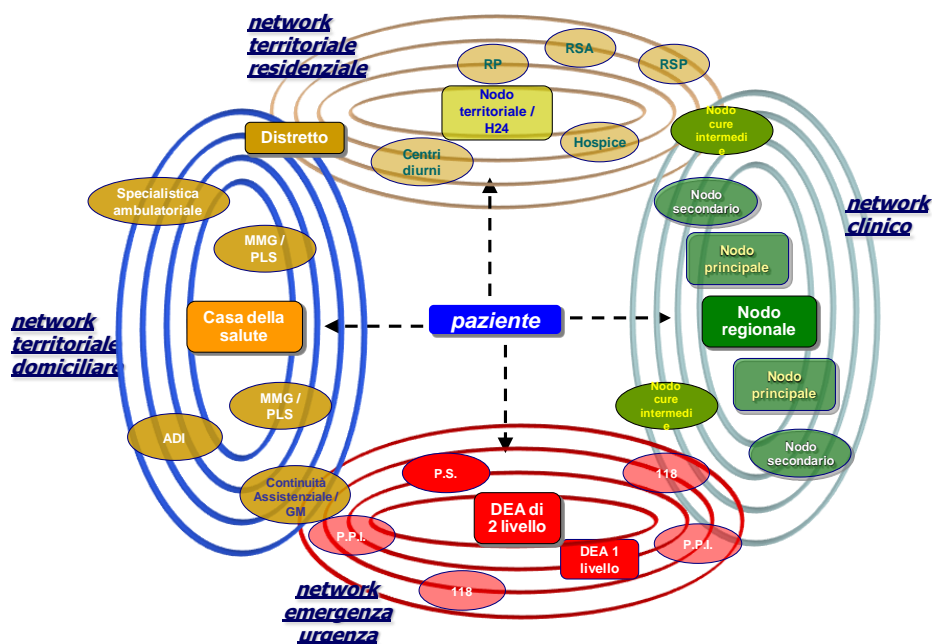 network
territoriale
residenziale
RSA
RP
RSP
Nodo
territoriale /
H24
Nodo
cure
intermedi
e
Distretto
Centri
diurni
Hospice
Specialistica
ambulatoriale
Nodo
secondario
network
clinico
MMG /
PLS
Nodo
principale
network
territoriale
domiciliare
Casa della
salute
paziente
Nodo
regionale
MMG /
PLS
Nodo
cure
intermedi
e
Nodo
principale
ADI
Nodo
secondario
Continuità
Assistenziale /
GM
P.S.
118
DEA di
2 livello
P.P.I.
P.P.I.
DEA 1
livello
118
network
emergenza
urgenza